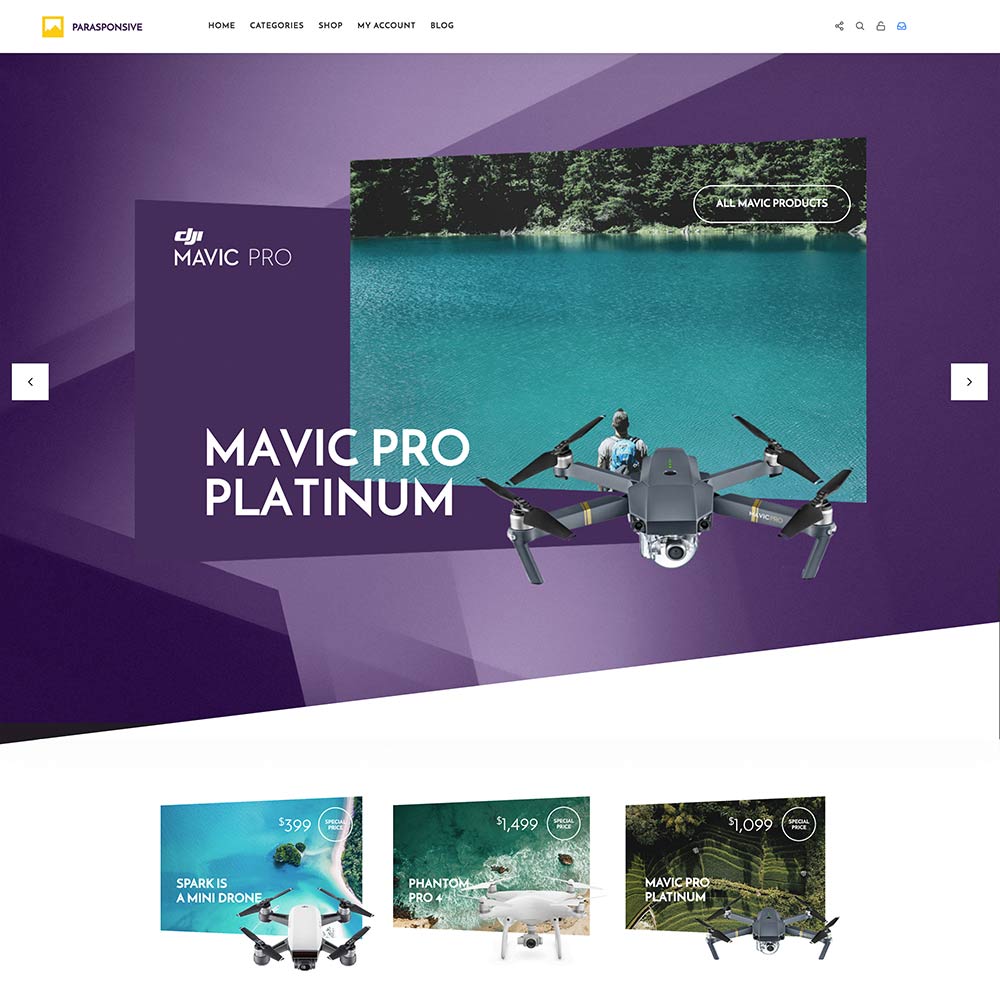 PARASPONSIVE
HOME CATEGORIES SHOP MY ACCOUNT BLOG
ALL MAVIC PRODUCTS
dji
MAVIC PRO
MAVIC PRO
PLATINUM
MAVIC PRO
$399
SPECIAL
PRICE
SPARK IS
A MINI DRONE
$1,499
SPECIAL
PRICE
PHANTOM
PRO 4
$1,099
SPECIAL
PRICE
MAVIC PRO
PLATINUM